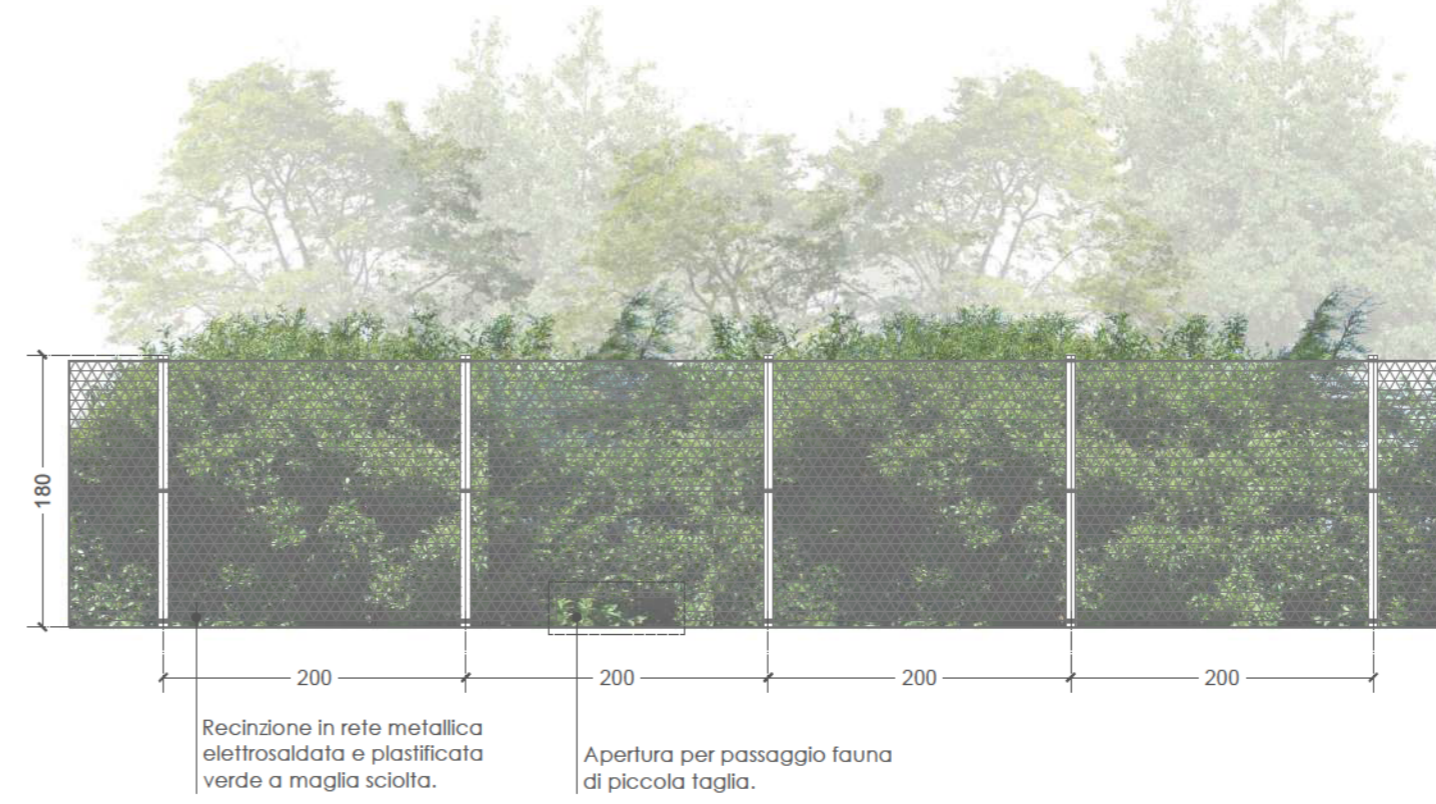 180
200
200
200
200
Recinzione in rete metallica
elettrosaldata e plastificata
verde a maglia sciolta.
Apertura per passaggio fauna
di piccola taglia.